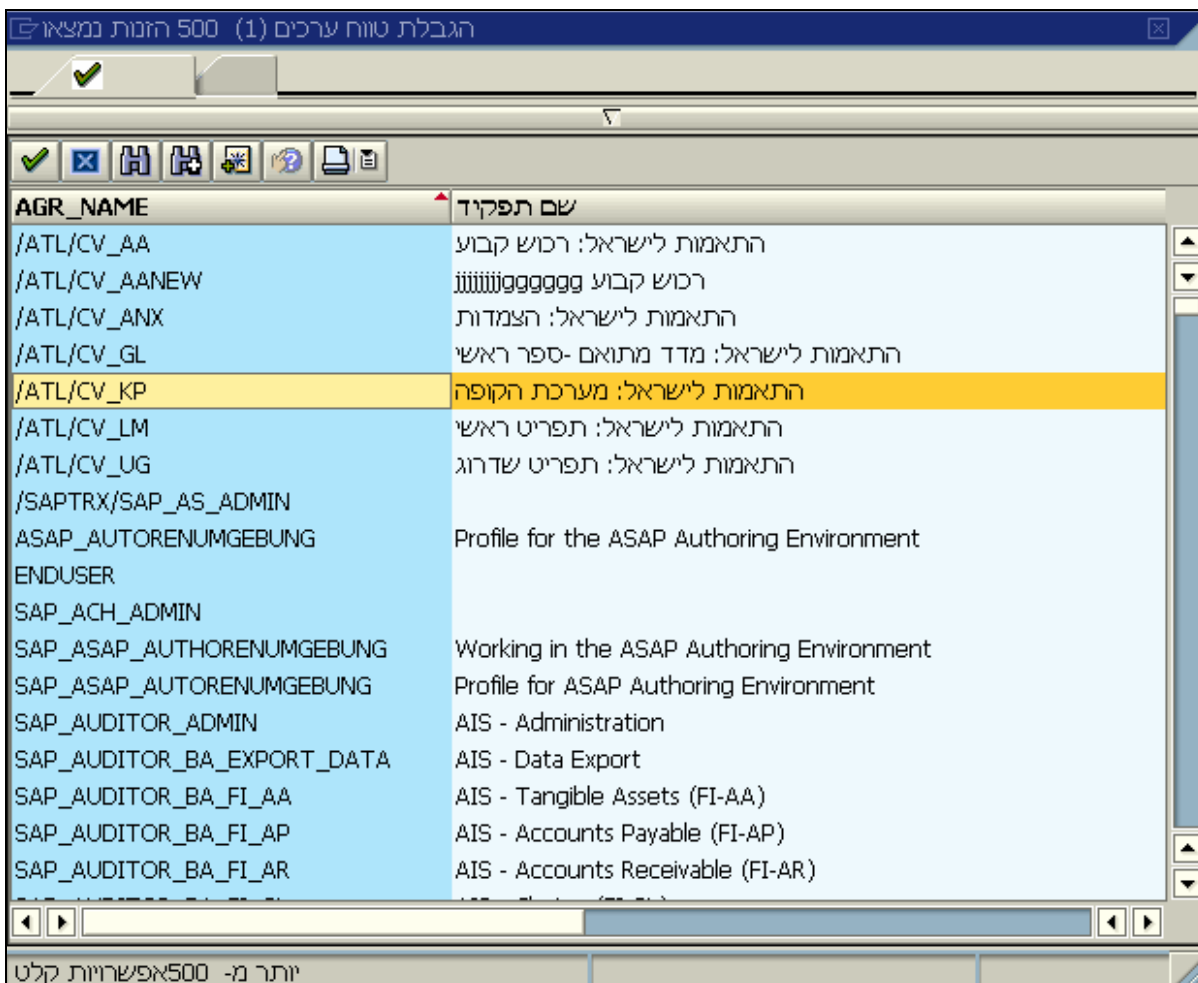 הגבלת טווח ערכים (1) 500 הזנות נמצאו
AGR_NAME שם תפקיד
/ATL/CV_AA התאמות לישראל: רכוש קבוע
/ATL/CV_AANEW רכוש קבוע jjjjjjjjgggggg
/ATL/CV_ANX התאמות לישראל: הצמדות
/ATL/CV_GL התאמות לישראל: מדד מתואם -ספר ראשי
/ATL/CV_KP התאמות לישראל: מערכת הקופה
/ATL/CV_LM התאמות לישראל: תפריט ראשי
/ATL/CV_UG התאמות לישראל: תפריט שדרוג
/SAPTRX/SAP_AS_ADMIN
ASAP_AUTORENUMGEBUNG Profile for the ASAP Authoring Environment
ENDUSER
SAP_ACH_ADMIN
SAP_ASAP_AUTHORENUMGEBUNG Working in the ASAP Authoring Environment
SAP_ASAP_AUTORENUMGEBUNG Profile for ASAP Authoring Environment
SAP_AUDITOR_ADMIN AIS - Administration
SAP_AUDITOR_BA_EXPORT_DATA AIS - Data Export
SAP_AUDITOR_BA_FI_AA AIS - Tangible Assets (FI-AA)
SAP_AUDITOR_BA_FI_AP AIS - Accounts Payable (FI-AP)
SAP_AUDITOR_BA_FI_AR AIS - Accounts Receivable (FI-AR)
יותר מ- 500אפשרויות קלט